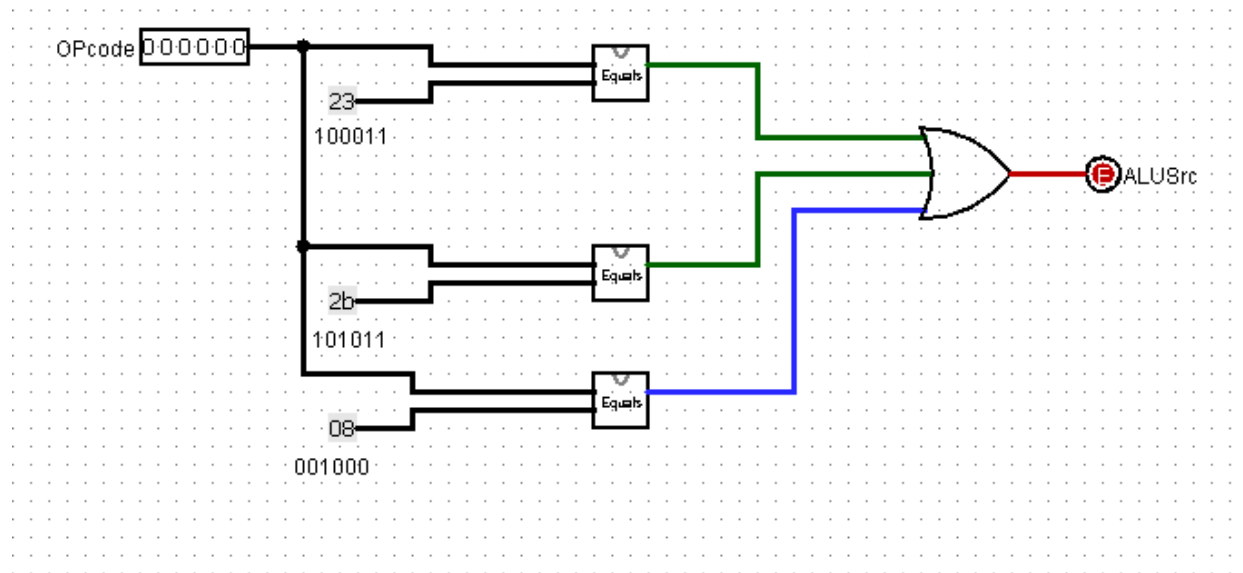 OPcode 000000
Equals
23
100011
E ALUSrc
Equals
2b
101011
Equals
08
001000